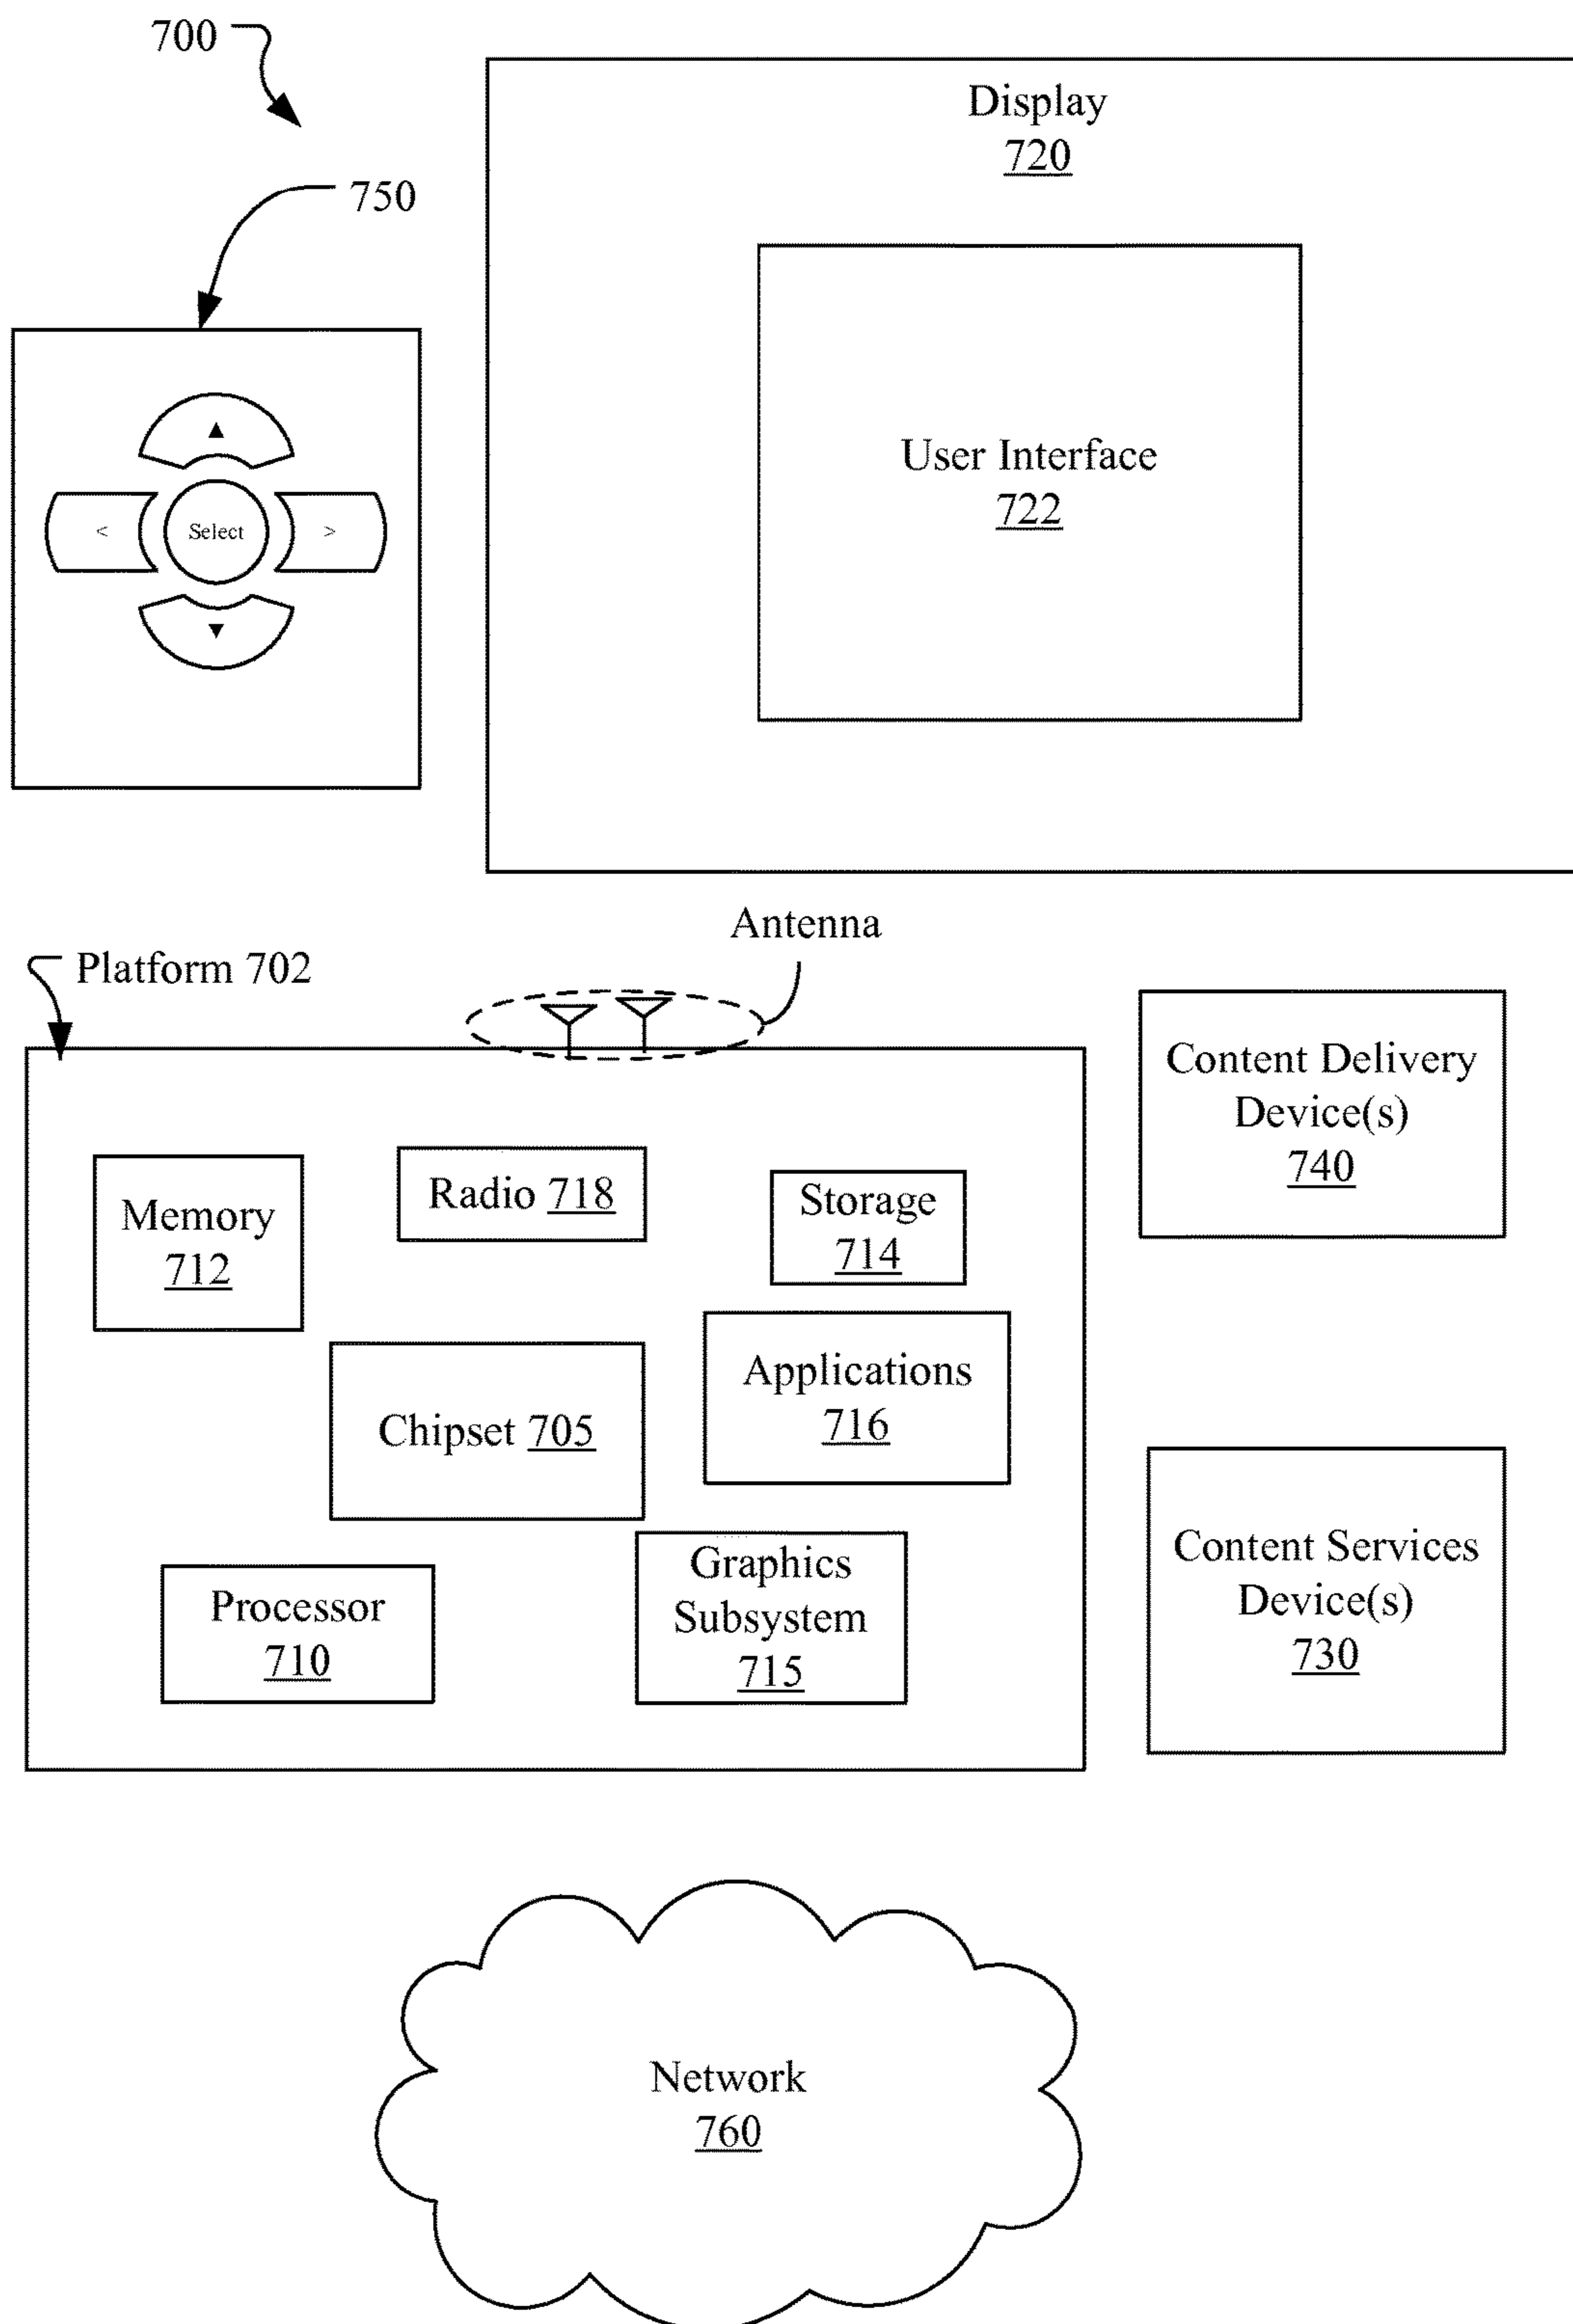 700
750
Display
720
User Interface
722
▲
< Select >
▼
Antenna
Platform 702
Content Delivery
Device(s)
740
Memory
712
Radio 718
Storage
714
Chipset 705
Applications
716
Processor
710
Graphics
Subsystem
715
Content Services
Device(s)
730
Network
760